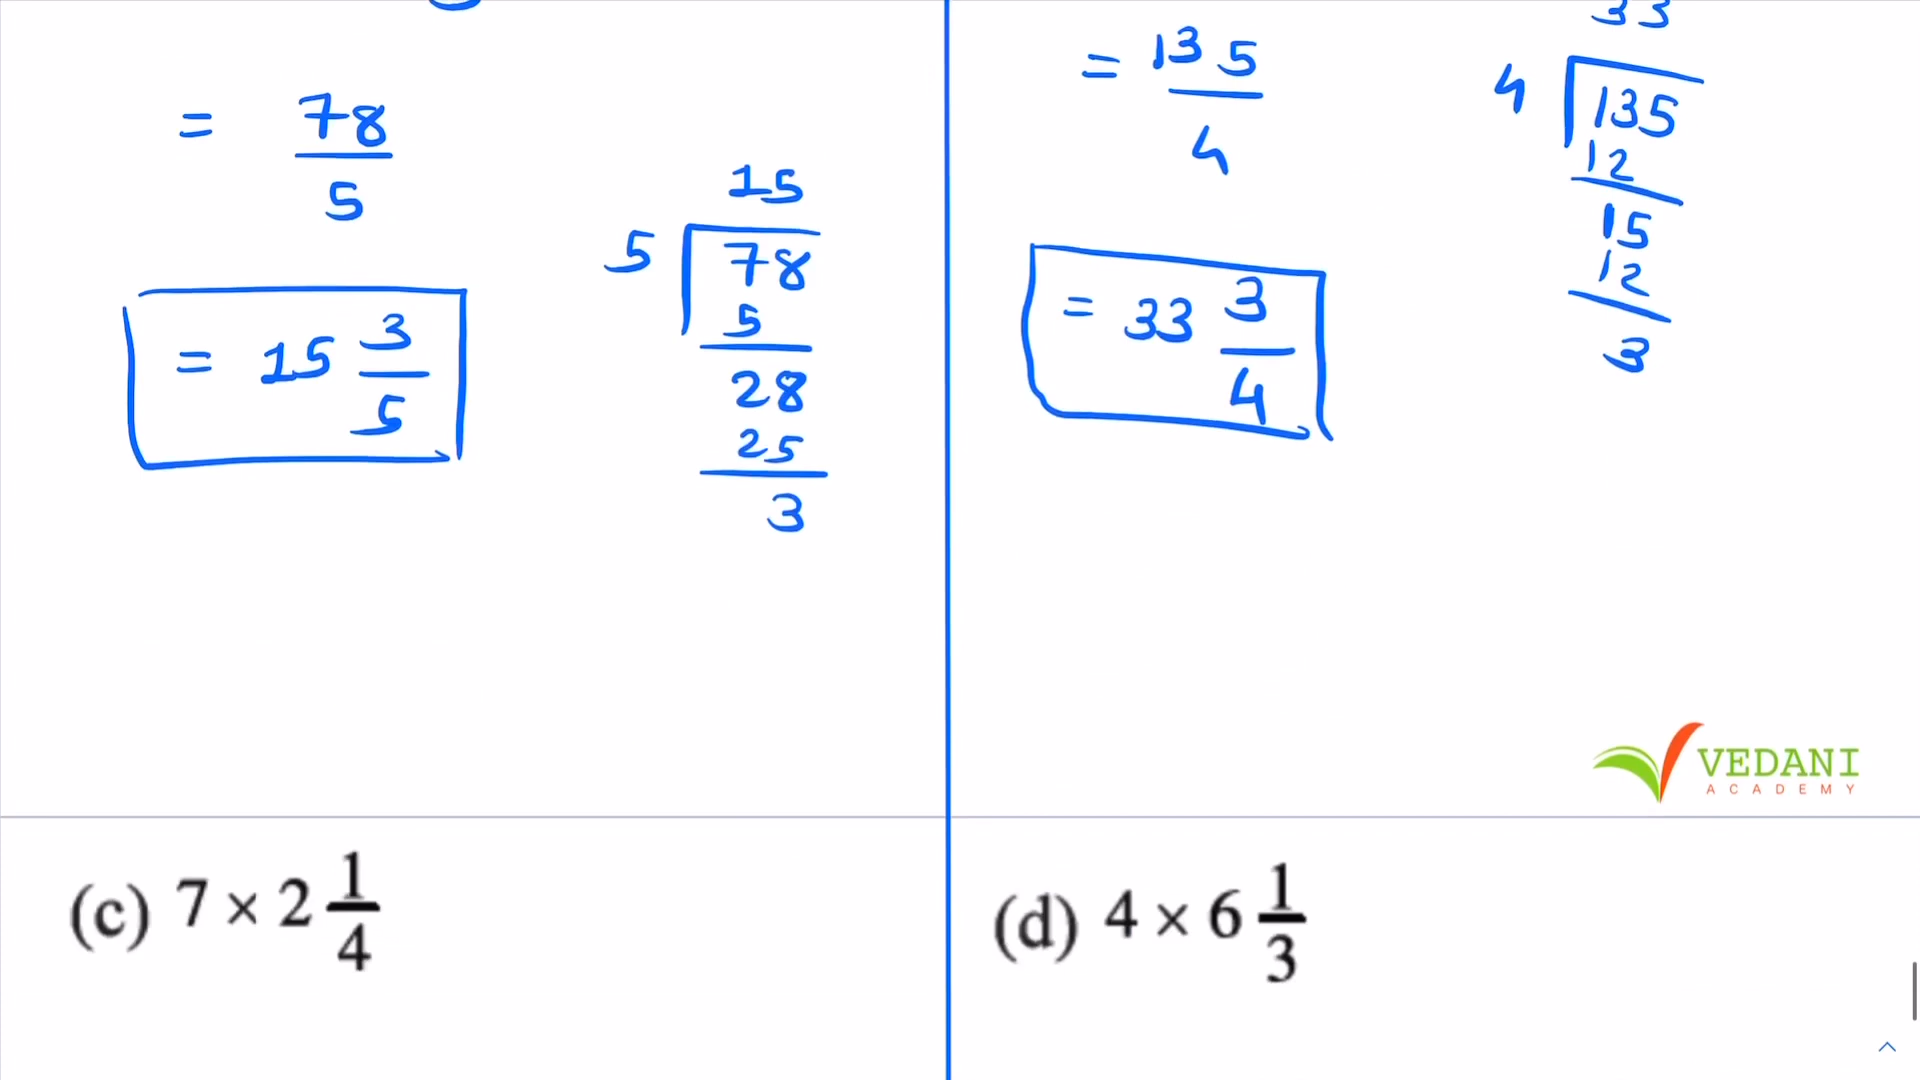 = 78/5
15
5 78
5
28
25
3
= 15 3/5
= 135/4
33
4 135
12
15
12
3
= 33 3/4
VEDANI
ACADEMY
(c) 7 × 2 1/4
(d) 4 × 6 1/3